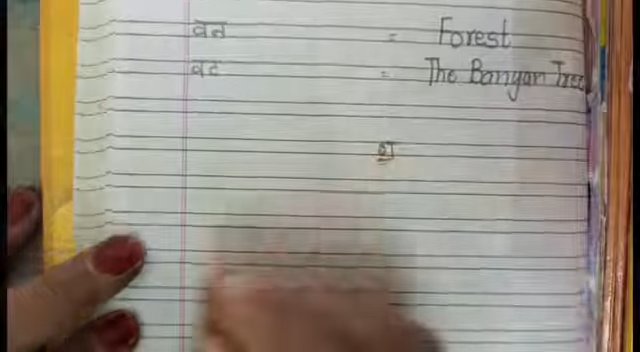 वन = Forest
वट = The Banyan Tree
श